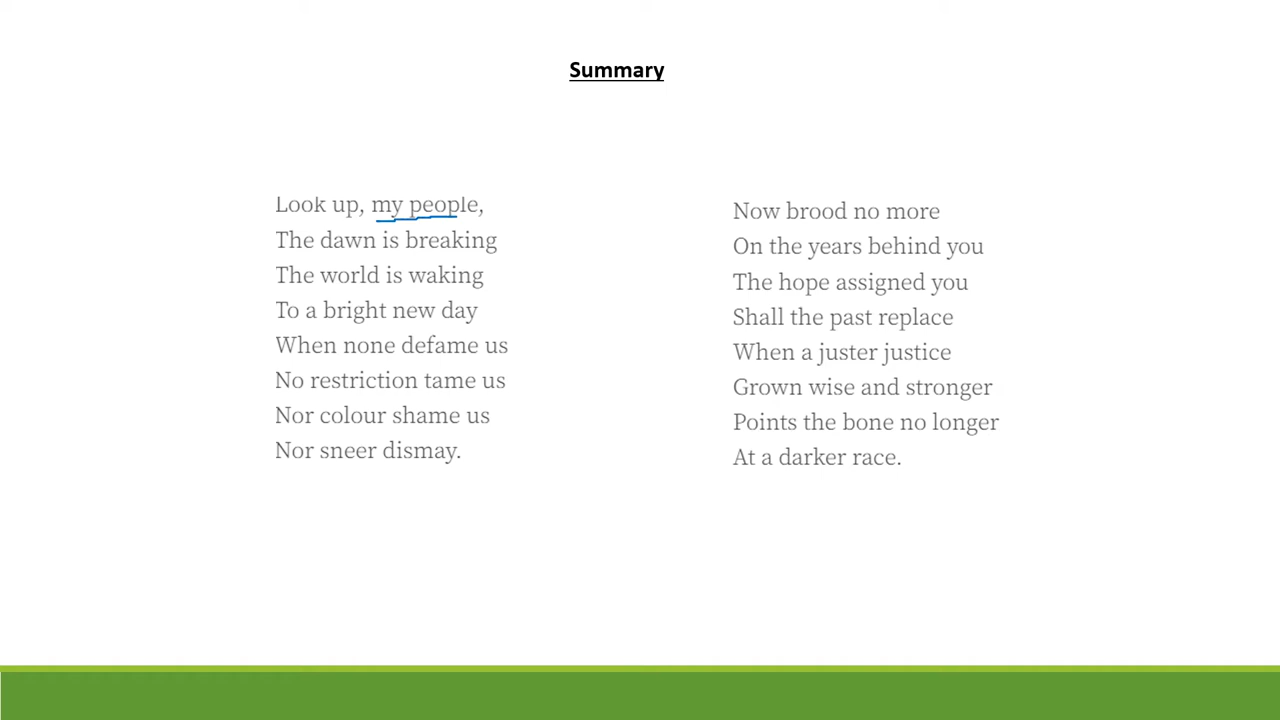 Summary
Look up, my people,
The dawn is breaking
The world is waking
To a bright new day
When none defame us
No restriction tame us
Nor colour shame us
Nor sneer dismay.
Now brood no more
On the years behind you
The hope assigned you
Shall the past replace
When a juster justice
Grown wise and stronger
Points the bone no longer
At a darker race.